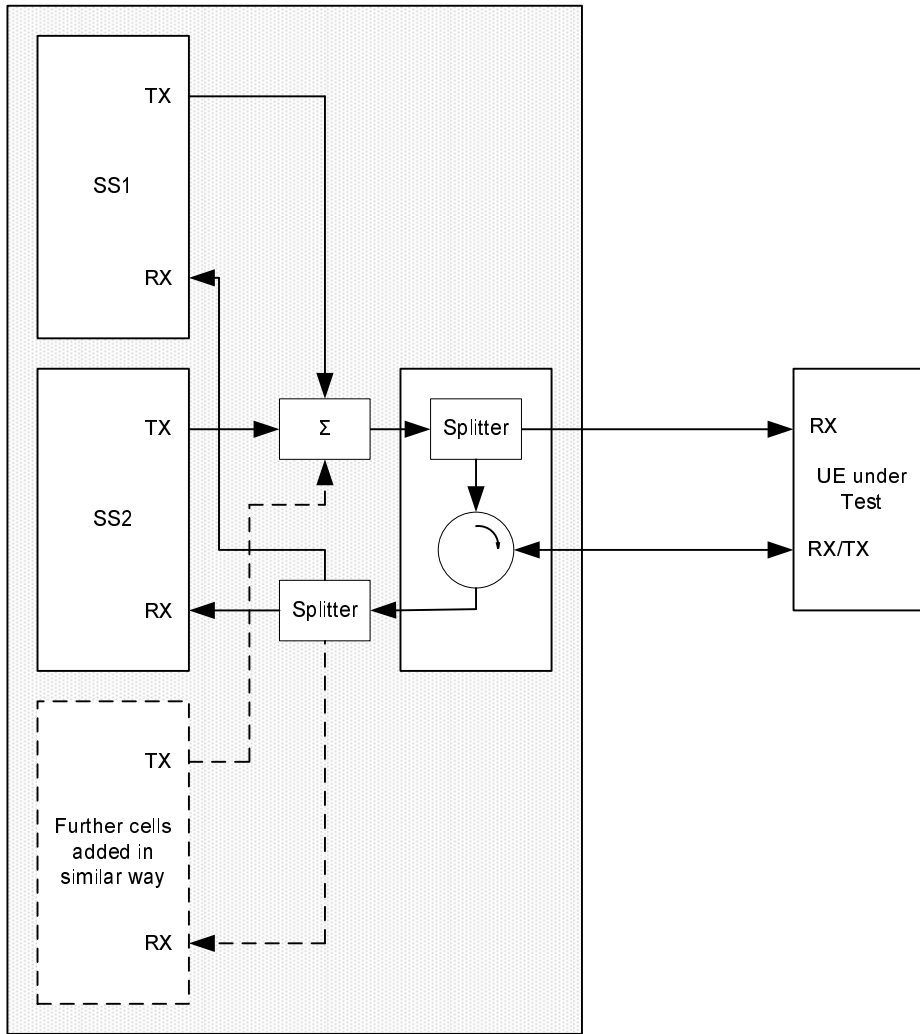 TX
SS1
RX
TX
SS2
RX
Σ
Splitter
Splitter
RX
UE under
Test
RX/TX
TX
Further cells
added in
similar way
RX